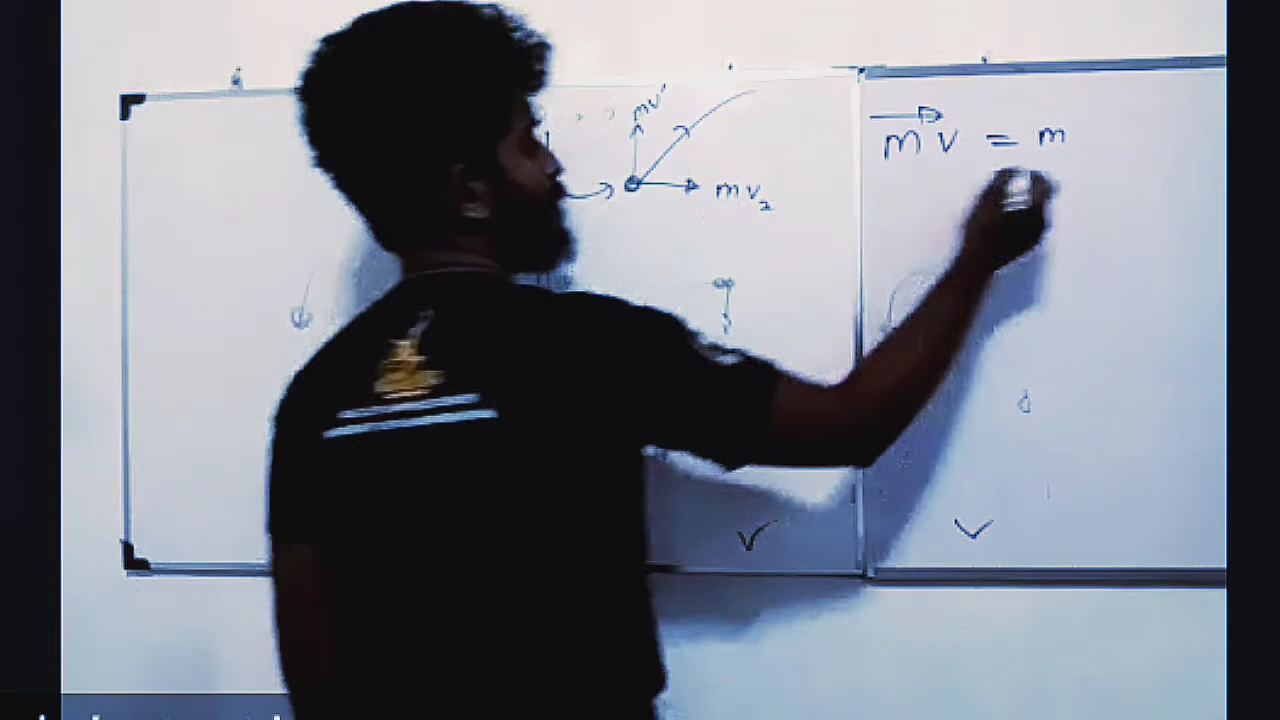 mv'
mv₂
mv = m
v
v